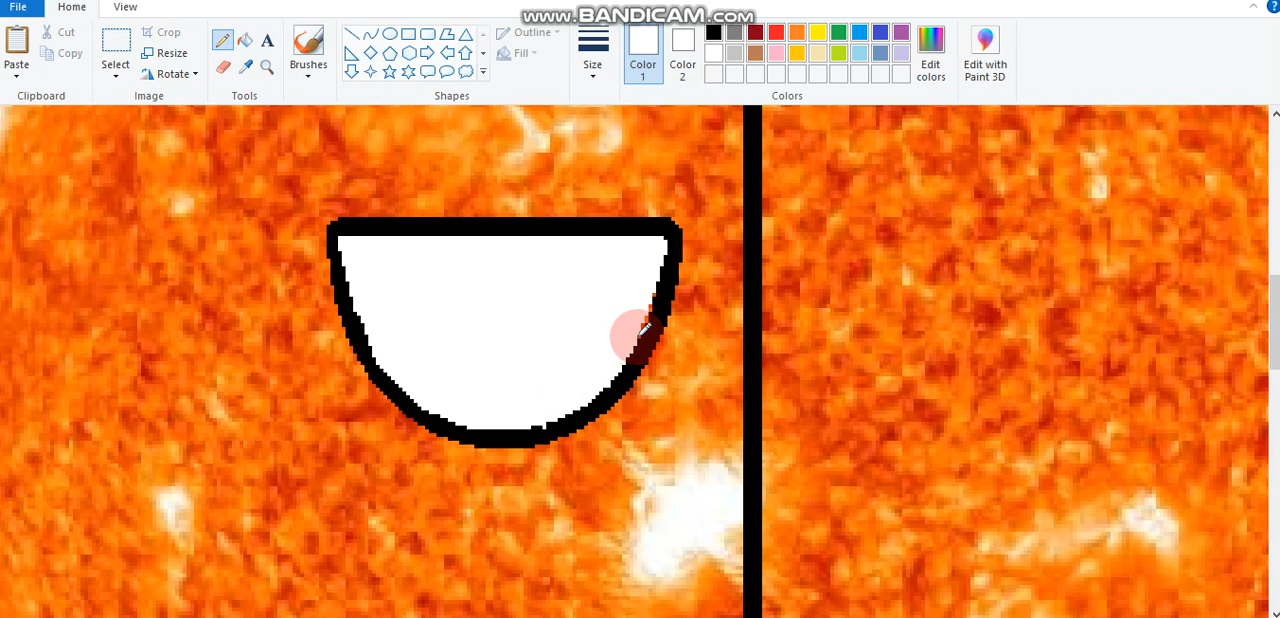 www.BANDICAM.com
File Home View
Cut
Copy
Paste
Clipboard
Crop
Resize
Rotate
Select
Image
A
Tools
Brushes
Outline
Fill
Shapes
Size
Color 1
Color 2
Edit colors
Colors
Edit with Paint 3D